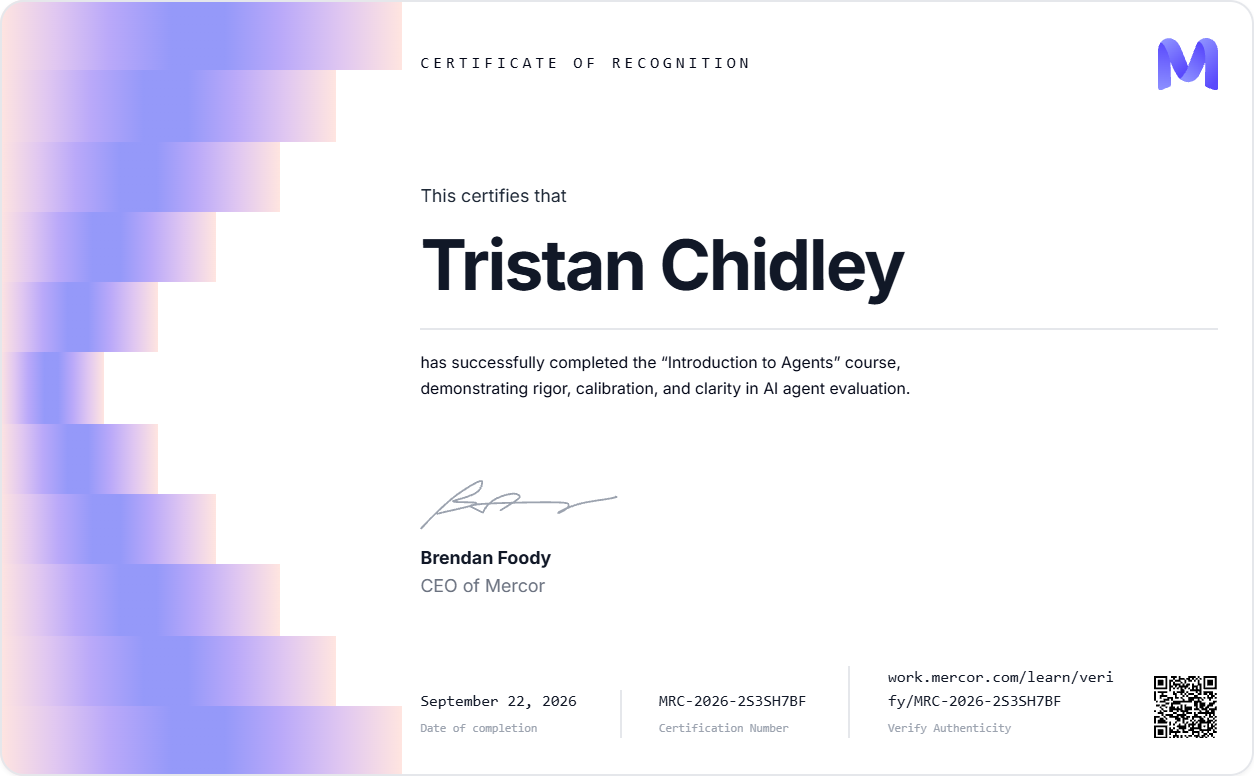 CERTIFICATE OF RECOGNITION
This certifies that
Tristan Chidley
has successfully completed the “Introduction to Agents” course,
demonstrating rigor, calibration, and clarity in AI agent evaluation.
Brendan Foody
CEO of Mercor
September 22, 2026
Date of completion
MRC-2026-2S3SH7BF
Certification Number
work.mercor.com/learn/veri
fy/MRC-2026-2S3SH7BF
Verify Authenticity